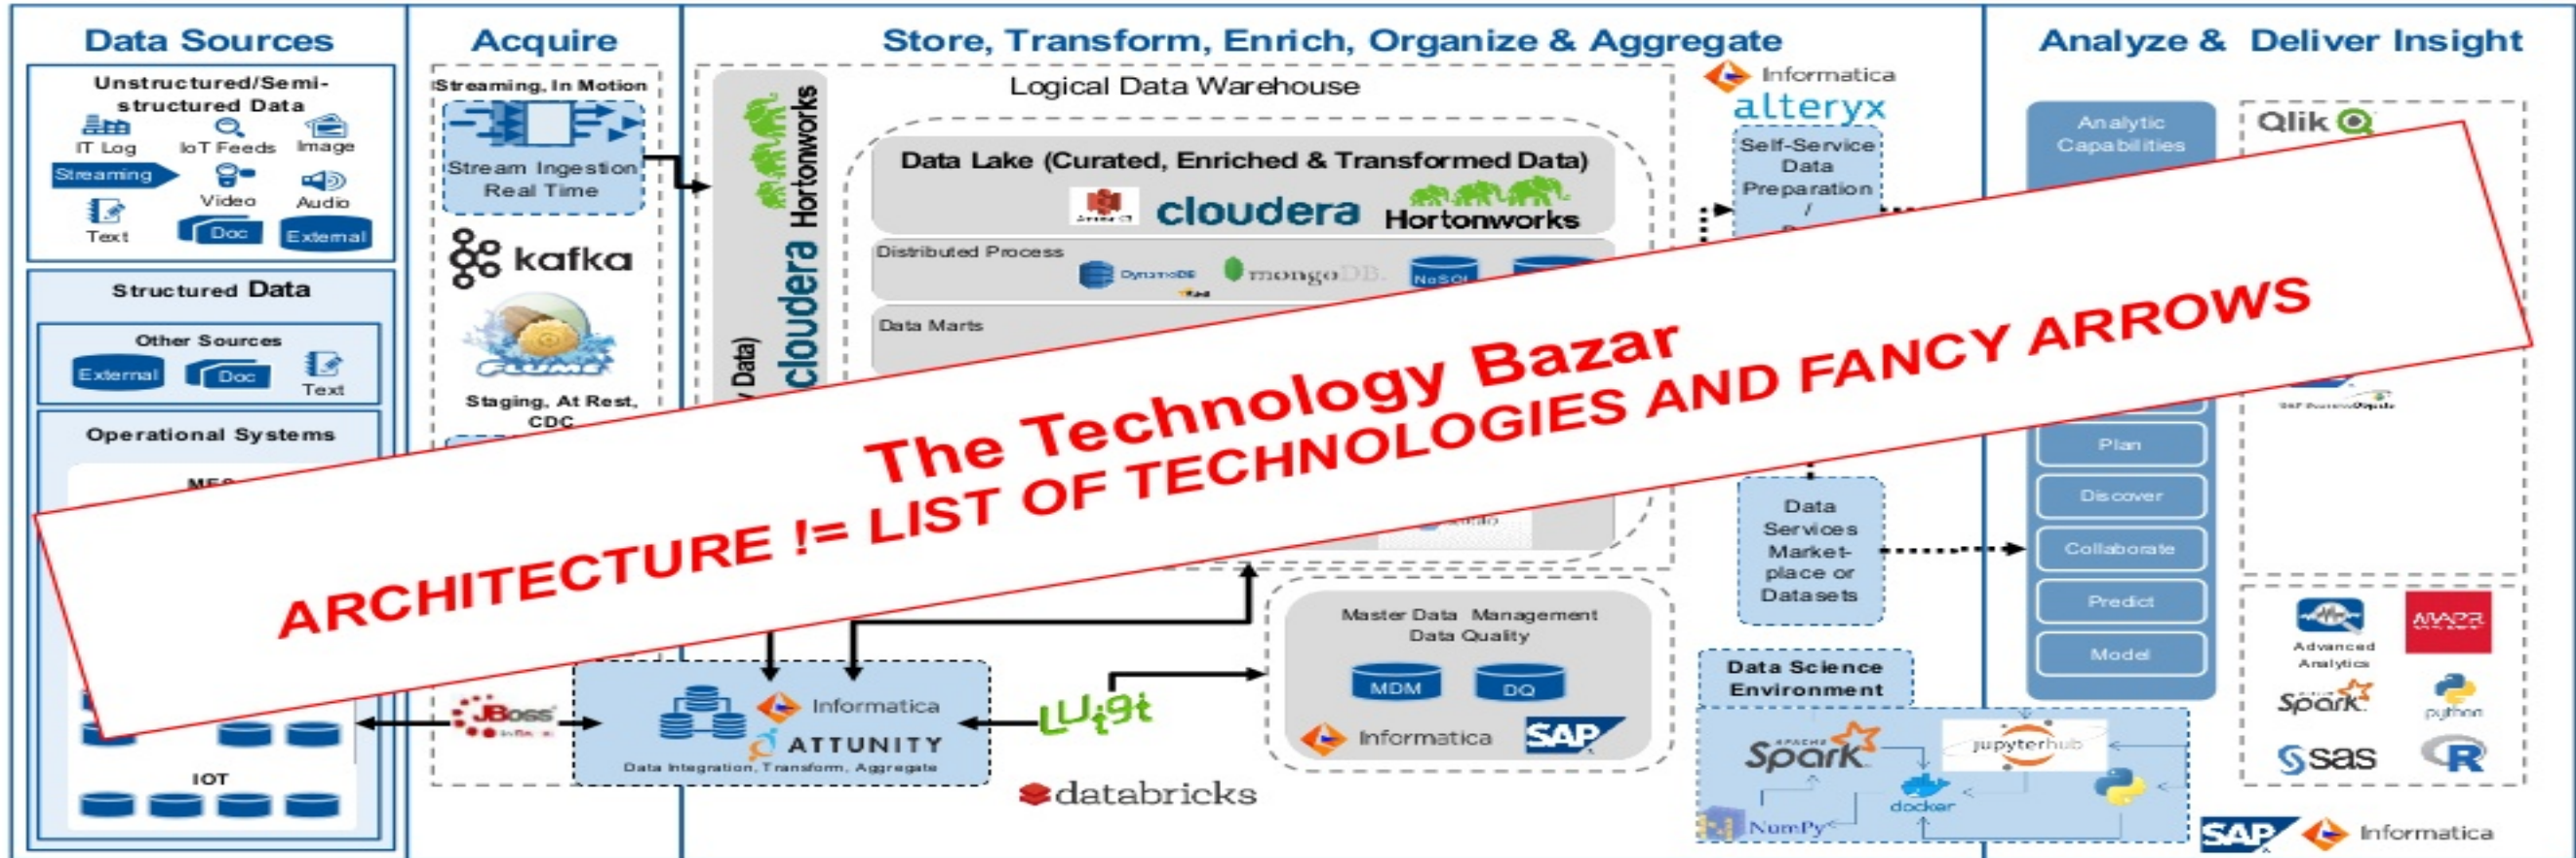 Data Sources
Unstructured/Semi-
structured Data
IT Log
IoT Feeds
Image
Streaming
Video
Audio
Text
Doc
External
Structured Data
Other Sources
External
Doc
Text
Operational Systems
IOT
Acquire
Streaming, In Motion
Stream Ingestion
Real Time
kafka
FLUME
Staging, At Rest,
CDC
JBoss
Store, Transform, Enrich, Organize & Aggregate
Hortonworks
cloudera
Data)
Logical Data Warehouse
Data Lake (Curated, Enriched & Transformed Data)
cloudera
Hortonworks
Distributed Process
DynamoDB
mongoDB.
NoSQL
Data Marts
Informatica
alteryx
Self-Service
Data
Preparation
/
The Technology Bazar
ARCHITECTURE != LIST OF TECHNOLOGIES AND FANCY ARROWS
Informatica
ATTUNITY
Data Integration, Transform, Aggregate
Luigi
databricks
Master Data Management
Data Quality
MDM
DQ
Informatica
SAP
Data
Services
Market-
place or
Datasets
Data Science
Environment
APACHE
Spark
jupyterhub
docker
NumPy
Analyze & Deliver Insight
Analytic
Capabilities
Qlik
Plan
Discover
Collaborate
Predict
Model
Advanced
Analytics
MAPR
Spark
python
sas
R
SAP
Informatica